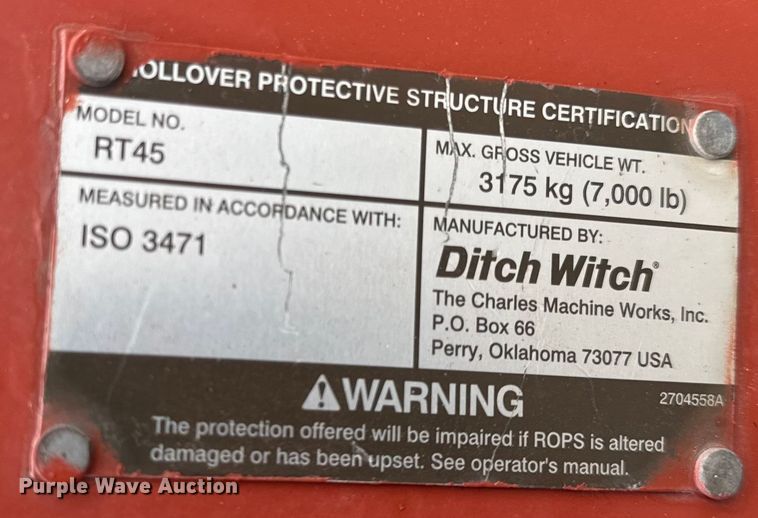 ROLLOVER PROTECTIVE STRUCTURE CERTIFICATION
MODEL NO.
RT45
MAX. GROSS VEHICLE WT.
3175 kg (7,000 lb)
MEASURED IN ACCORDANCE WITH:
ISO 3471
MANUFACTURED BY:
Ditch Witch®
The Charles Machine Works, Inc.
P.O. Box 66
Perry, Oklahoma 73077 USA
WARNING
2704558A
The protection offered will be impaired if ROPS is altered
damaged or has been upset. See operator's manual.
Purple Wave Auction